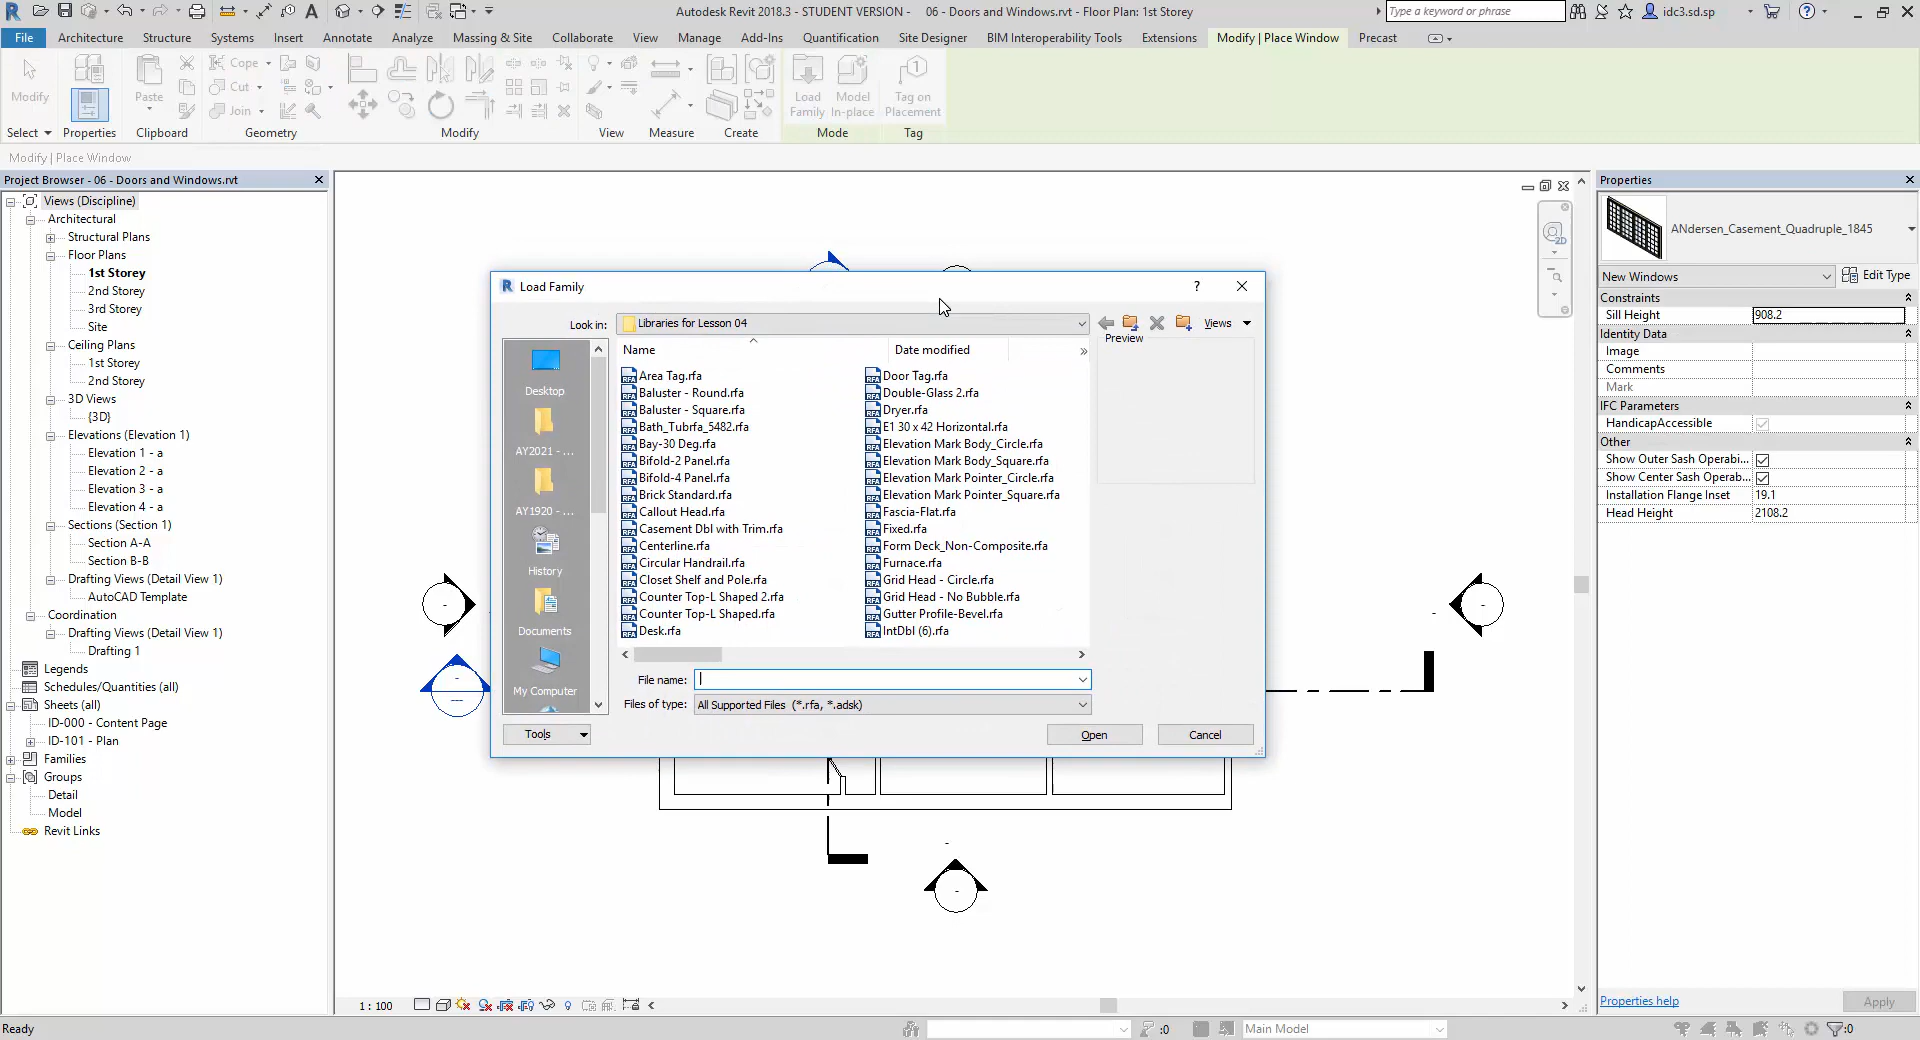 Autodesk Revit 2018.3 - STUDENT VERSION - 06 - Doors and Windows.rvt - Floor Plan: 1st Storey
Type a keyword or phrase
idc3.sd.sp
File Architecture Structure Systems Insert Annotate Analyze Massing & Site Collaborate View Manage Add-Ins Quantification Site Designer BIM Interoperability Tools Extensions Modify | Place Window Precast
Cope
Cut
Join
Modify Paste Load Family Model In-place Tag on Placement
Select Properties Clipboard Geometry Modify View Measure Create Mode Tag
Modify | Place Window
Project Browser - 06 - Doors and Windows.rvt
Views (Discipline)
Architectural
Structural Plans
Floor Plans
1st Storey
2nd Storey
3rd Storey
Site
Ceiling Plans
1st Storey
2nd Storey
3D Views
{3D}
Elevations (Elevation 1)
Elevation 1 - a
Elevation 2 - a
Elevation 3 - a
Elevation 4 - a
Sections (Section 1)
Section A-A
Section B-B
Drafting Views (Detail View 1)
AutoCAD Template
Coordination
Drafting Views (Detail View 1)
Drafting 1
Legends
Schedules/Quantities (all)
Sheets (all)
ID-000 - Content Page
ID-101 - Plan
Families
Groups
Detail
Model
Revit Links
Load Family
Look in: Libraries for Lesson 04
Views
Name Date modified
Preview
Desktop
AY2021 - ...
AY1920 - ...
History
Documents
My Computer
Area Tag.rfa
Baluster - Round.rfa
Baluster - Square.rfa
Bath_Tubrfa_5482.rfa
Bay-30 Deg.rfa
Bifold-2 Panel.rfa
Bifold-4 Panel.rfa
Brick Standard.rfa
Callout Head.rfa
Casement Dbl with Trim.rfa
Centerline.rfa
Circular Handrail.rfa
Closet Shelf and Pole.rfa
Counter Top-L Shaped 2.rfa
Counter Top-L Shaped.rfa
Desk.rfa
Door Tag.rfa
Double-Glass 2.rfa
Dryer.rfa
E1 30 x 42 Horizontal.rfa
Elevation Mark Body_Circle.rfa
Elevation Mark Body_Square.rfa
Elevation Mark Pointer_Circle.rfa
Elevation Mark Pointer_Square.rfa
Fascia-Flat.rfa
Fixed.rfa
Form Deck_Non-Composite.rfa
Furnace.rfa
Grid Head - Circle.rfa
Grid Head - No Bubble.rfa
Gutter Profile-Bevel.rfa
IntDbl (6).rfa
File name:
Files of type: All Supported Files (*.rfa, *.adsk)
Tools Open Cancel
Properties
ANdersen_Casement_Quadruple_1845
New Windows Edit Type
Constraints
Sill Height 908.2
Identity Data
Image
Comments
Mark
IFC Parameters
HandicapAccessible
Other
Show Outer Sash Operabi...
Show Center Sash Operab...
Installation Flange Inset 19.1
Head Height 2108.2
Properties help Apply
1 : 100
Ready
:0
Main Model
:0